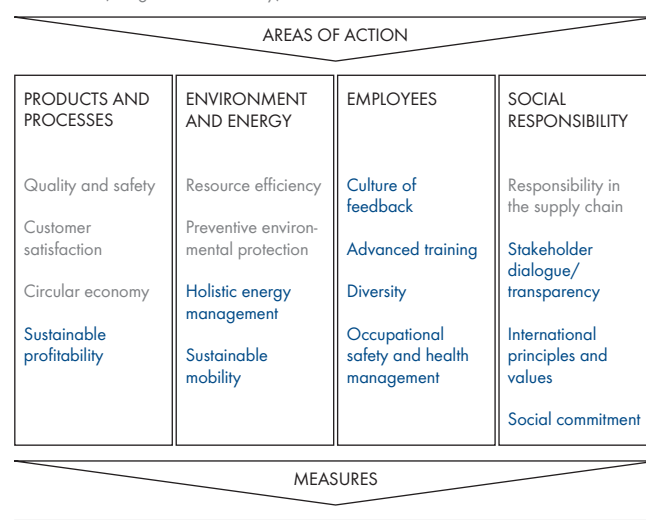 AREAS OF ACTION
PRODUCTS AND
PROCESSES
Quality and safety
Customer
satisfaction
Circular economy
Sustainable
profitability
ENVIRONMENT
AND ENERGY
Resource efficiency
Preventive environ-
mental protection
Holistic energy
management
Sustainable
mobility
EMPLOYEES
Culture of
feedback
Advanced training
Diversity
Occupational
safety and health
management
SOCIAL
RESPONSIBILITY
Responsibility in
the supply chain
Stakeholder
dialogue/
transparency
International
principles and
values
Social commitment
MEASURES